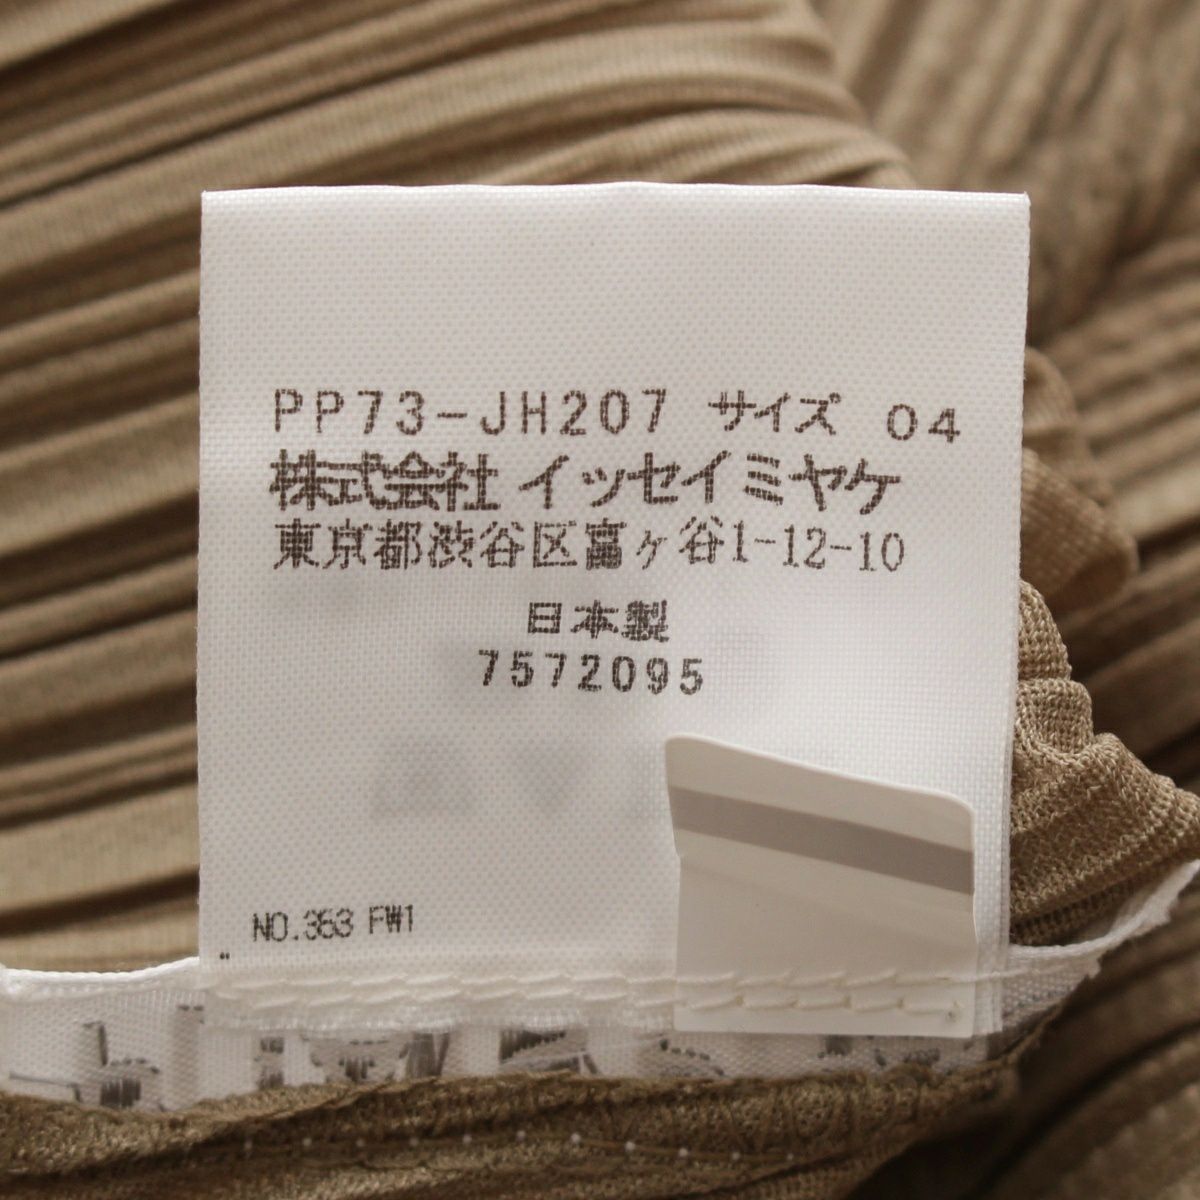 PP73-JH207 サイズ 04
株式会社 イッセイミヤケ
東京都渋谷区富ヶ谷1-12-10
日本製
7572095
NO.353 FW1